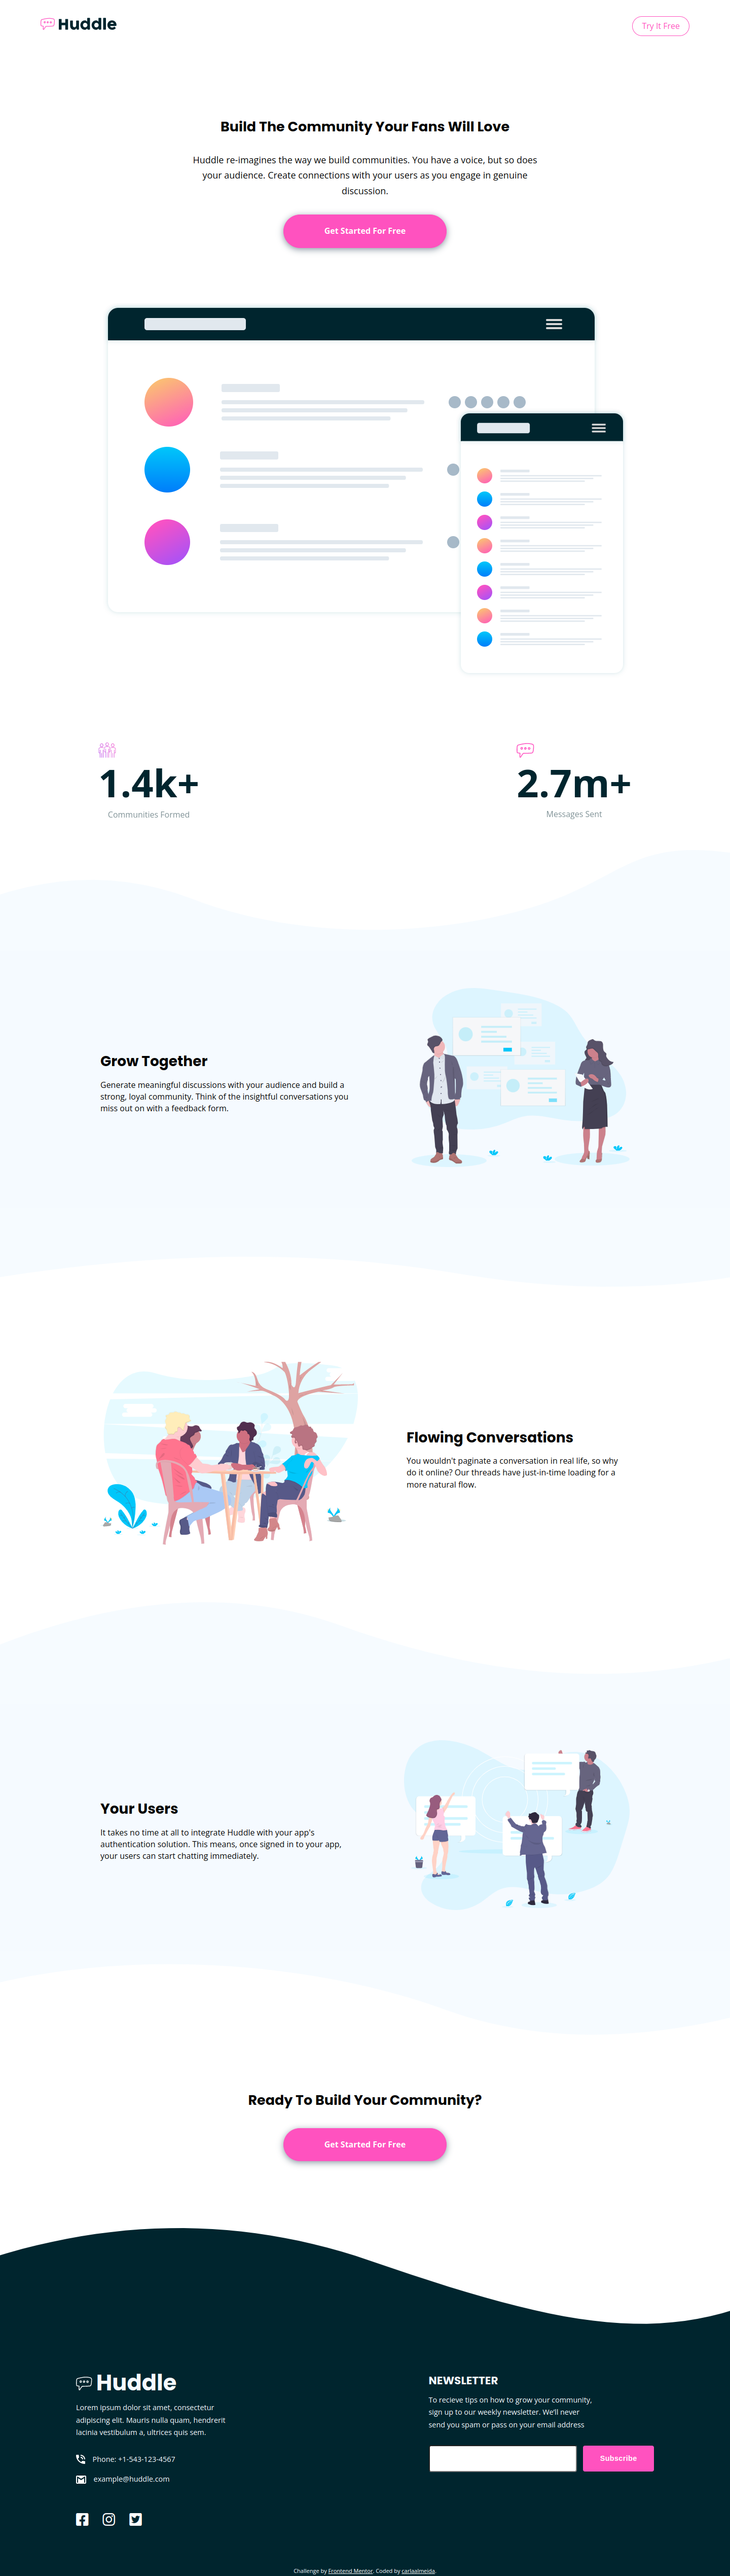 Huddle
Try It Free
Build The Community Your Fans Will Love
Huddle re-imagines the way we build communities. You have a voice, but so does
your audience. Create connections with your users as you engage in genuine
discussion.
Get Started For Free
1.4k+
Communities Formed
2.7m+
Messages Sent
Grow Together
Generate meaningful discussions with your audience and build a
strong, loyal community. Think of the insightful conversations you
miss out on with a feedback form.
Flowing Conversations
You wouldn't paginate a conversation in real life, so why
do it online? Our threads have just-in-time loading for a
more natural flow.
Your Users
It takes no time at all to integrate Huddle with your app's
authentication solution. This means, once signed in to your app,
your users can start chatting immediately.
Ready To Build Your Community?
Get Started For Free
Huddle
Lorem ipsum dolor sit amet, consectetur
adipiscing elit. Mauris nulla quam, hendrerit
lacinia vestibulum a, ultrices quis sem.
Phone: +1-543-123-4567
example@huddle.com
NEWSLETTER
To recieve tips on how to grow your community,
sign up to our weekly newsletter. We'll never
send you spam or pass on your email address
Subscribe
Challenge by Frontend Mentor. Coded by carlaalmeida.